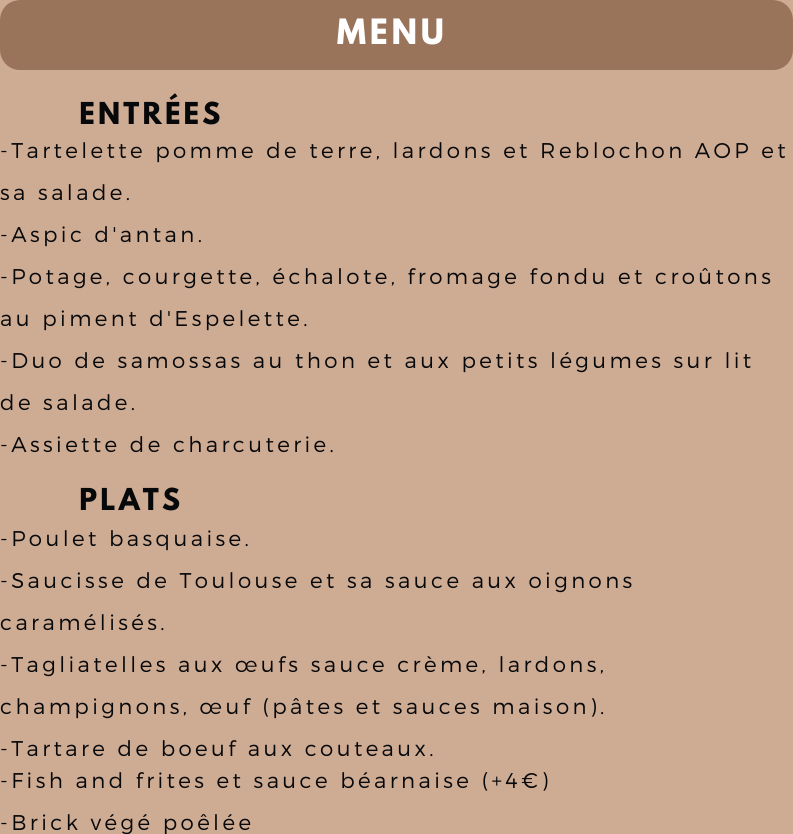 MENU
ENTRÉES
-Tartelette pomme de terre, lardons et Reblochon AOP et
sa salade.
-Aspic d'antan.
-Potage, courgette, échalote, fromage fondu et croûtons
au piment d'Espelette.
-Duo de samossas au thon et aux petits légumes sur lit
de salade.
-Assiette de charcuterie.
PLATS
-Poulet basquaise.
-Saucisse de Toulouse et sa sauce aux oignons
caramélisés.
-Tagliatelles aux œufs sauce crème, lardons,
champignons, œuf (pâtes et sauces maison).
-Tartare de boeuf aux couteaux.
-Fish and frites et sauce béarnaise (+4€)
-Brick végé poêlée